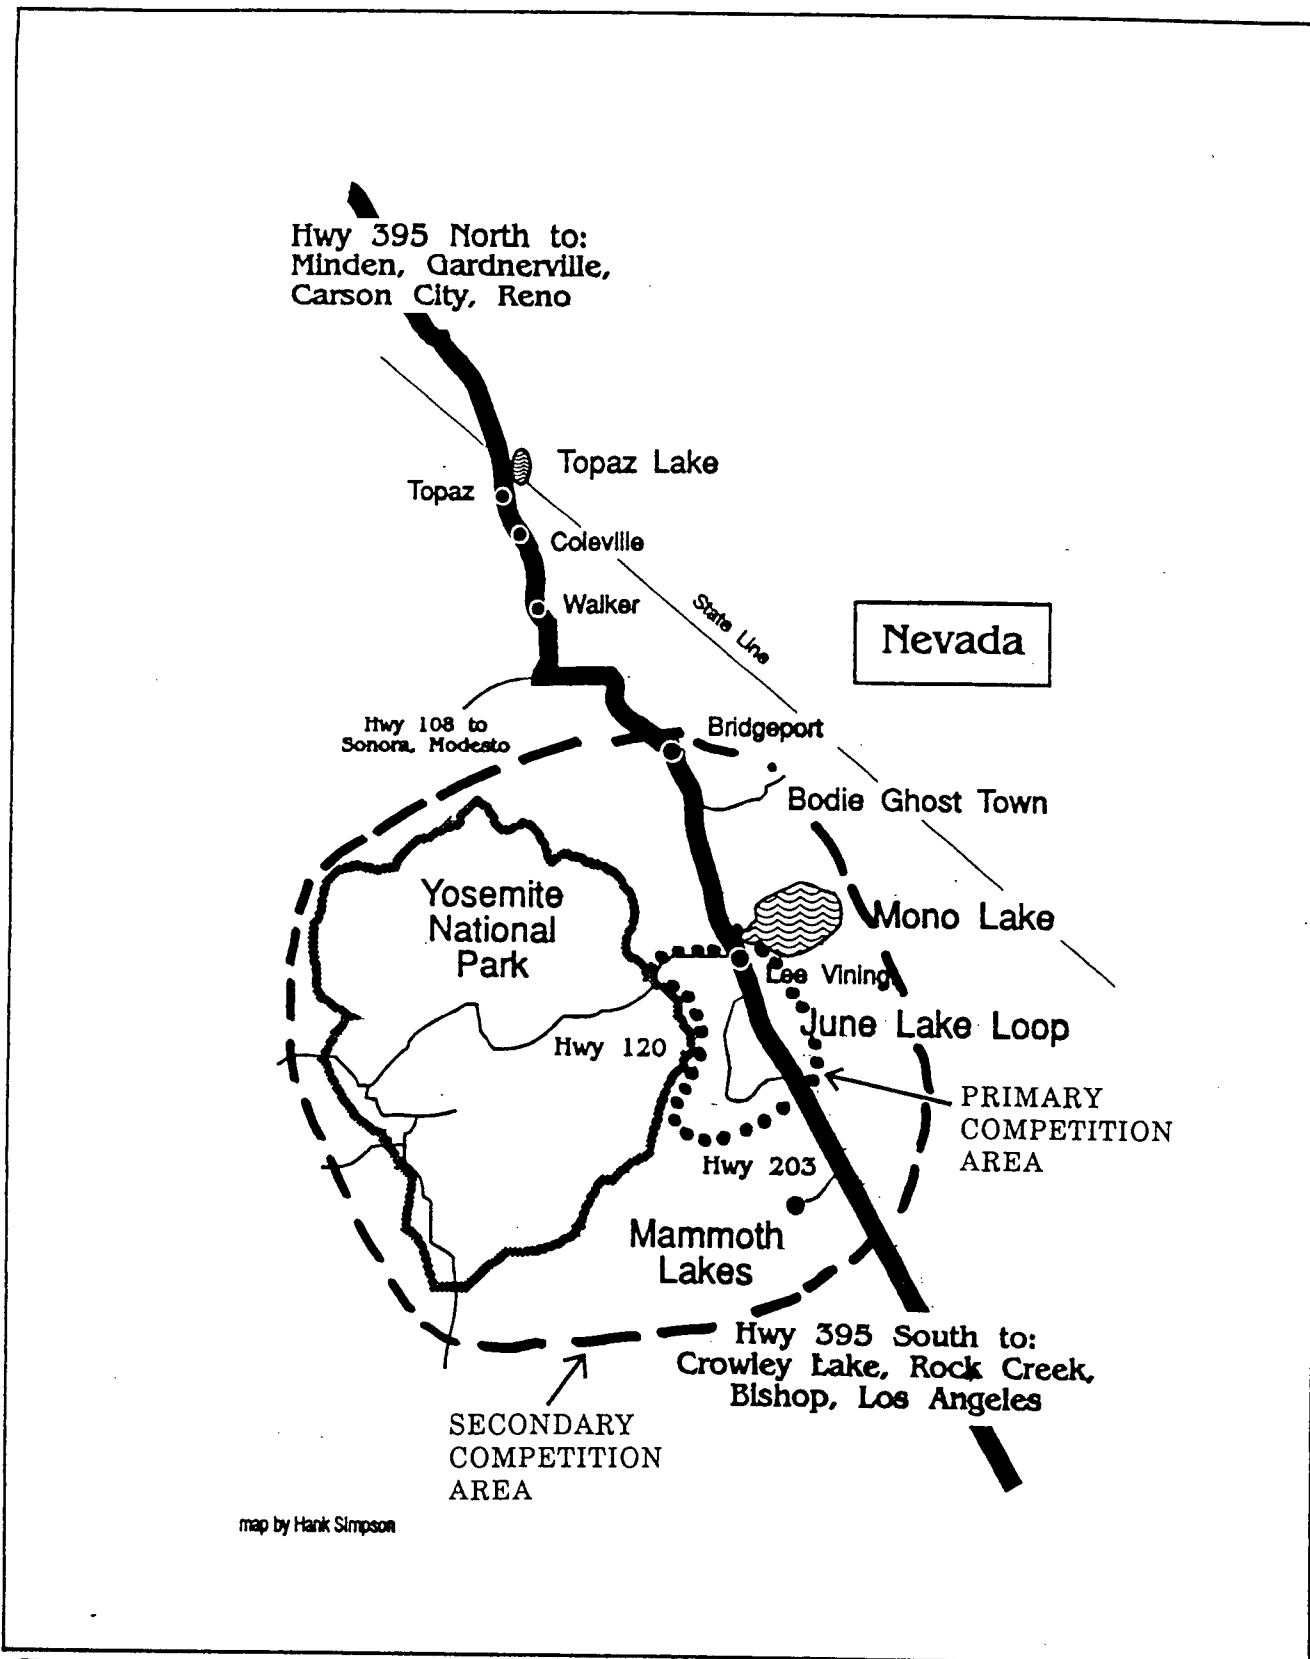 Hwy 395 North to:
Minden, Gardnerville,
Carson City, Reno
Topaz Lake
Topaz
Coleville
Walker
State Line
Nevada
Hwy 108 to
Sonora, Modesto
Bridgeport
Bodie Ghost Town
Yosemite
National
Park
Mono Lake
Lee Vining
June Lake Loop
Hwy 120
PRIMARY
COMPETITION
AREA
Hwy 203
Mammoth
Lakes
Hwy 395 South to:
Crowley Lake, Rock Creek,
Bishop, Los Angeles
SECONDARY
COMPETITION
AREA
map by Hank Simpson